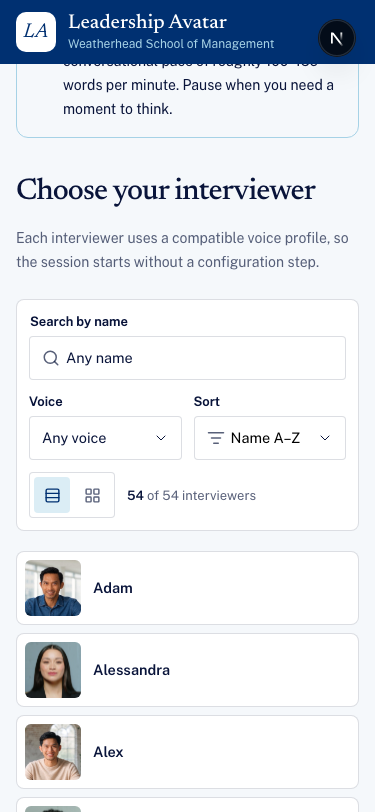 LA
Leadership Avatar
Weatherhead School of Management
N
words per minute. Pause when you need a
moment to think.
Choose your interviewer
Each interviewer uses a compatible voice profile, so
the session starts without a configuration step.
Search by name
Any name
Voice
Sort
Any voice
Name A–Z
54 of 54 interviewers
Adam
Alessandra
Alex